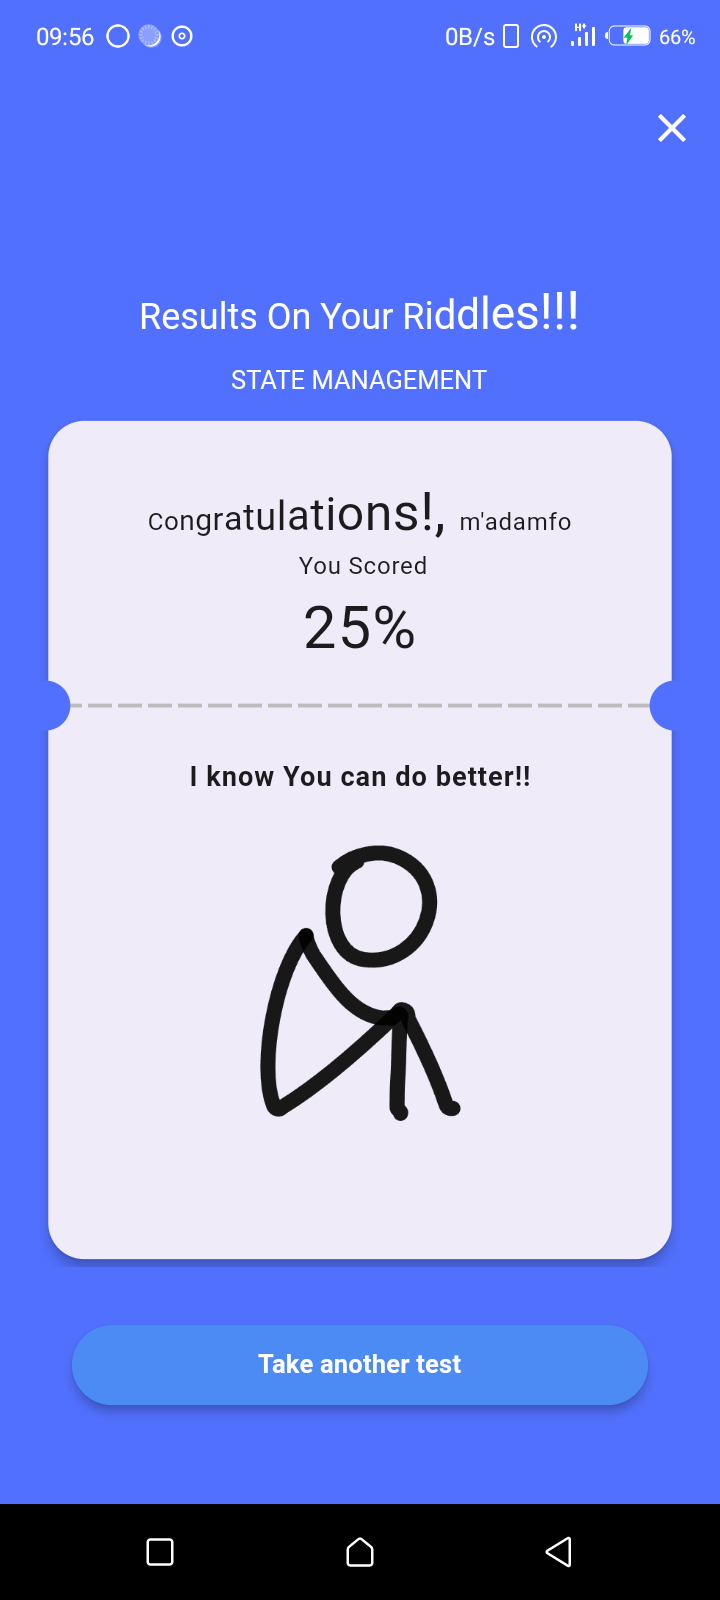 09:56 0B/s H+ 66%
Results On Your Riddles!!!
STATE MANAGEMENT
Congratulations!, m'adamfo
You Scored
25%
I know You can do better!!
Take another test